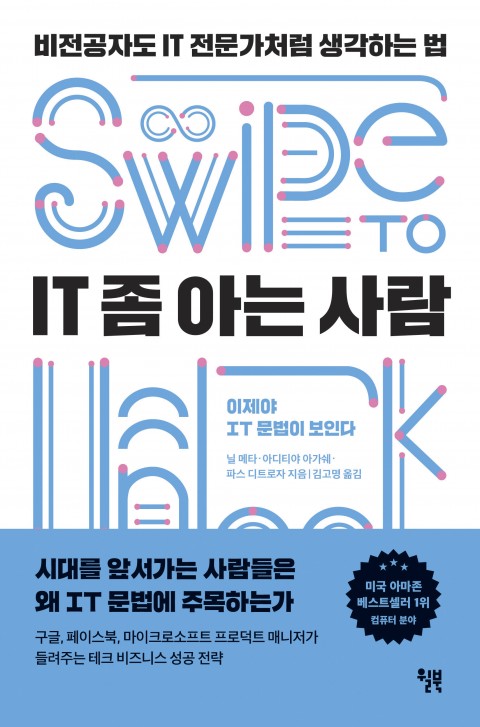 비전공자도 IT 전문가처럼 생각하는 법
Swipe
TO
IT 좀 아는 사람
Unlock
이제야
IT 문법이 보인다
닐 메타·아디티야 아가쉐·
파스 디트로자 지음|김고명 옮김
시대를 앞서가는 사람들은
왜 IT 문법에 주목하는가
구글, 페이스북, 마이크로소프트 프로덕트 매니저가
들려주는 테크 비즈니스 성공 전략
미국 아마존
베스트셀러 1위
컴퓨터 분야
윌북